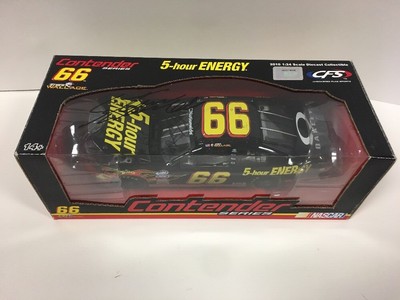 Contender
SERIES
66
WALLACE
5-hour ENERGY
2010 1:24 Scale Diecast Collectible
CFS
5-hour
ENERGY
66
5-hour ENERGY
66
Contender
SERIES
66
NASCAR